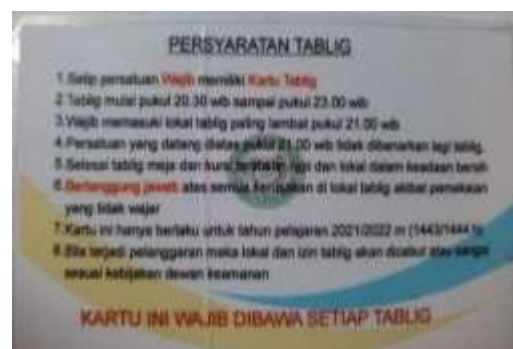 PERSYARATAN TABLIG
1.Setip persatuan Wajib memiliki Kartu Tablig
2.Tablig mulai pukul 20.30 wib sampai pukul 23.00 wib
3.Wajib memasuki lokal tablig paling lambat pukul 21.00 wib
4.Persatuan yang datang diatas pukul 21.00 wib tidak dibenarkan lagi tablig.
5.Selesai tablig meja dan kursi rapi dan lokal dalam keadaan bersih
6.Bertanggung jawab atas semua kerusakan di lokal tablig akibat pemakaian
yang tidak wajar
7.Kartu ini hanya berlaku untuk tahun pelajaran 2021/2022 m (1443/1444 h)
8.Bila terjadi pelanggaran maka lokal dan izin tablig akan dicabut atau sangsi
sesuai kebijakan dewan keamanan
KARTU INI WAJIB DIBAWA SETIAP TABLIG